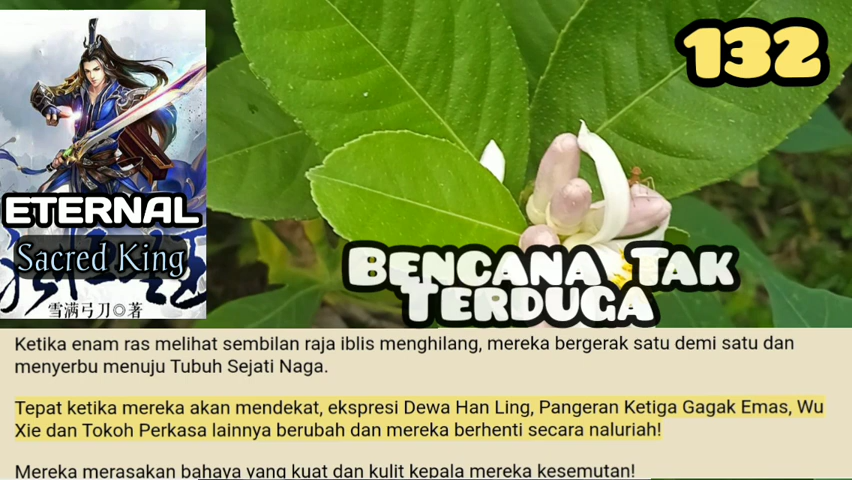 132
ETERNAL
Sacred King
雪满弓刀◎著
BENCANA TAK
TERDUGA
Ketika enam ras melihat sembilan raja iblis menghilang, mereka bergerak satu demi satu dan
menyerbu menuju Tubuh Sejati Naga.
Tepat ketika mereka akan mendekat, ekspresi Dewa Han Ling, Pangeran Ketiga Gagak Emas, Wu
Xie dan Tokoh Perkasa lainnya berubah dan mereka berhenti secara naluriah!
Mereka merasakan bahaya yang kuat dan kulit kepala mereka kesemutan!